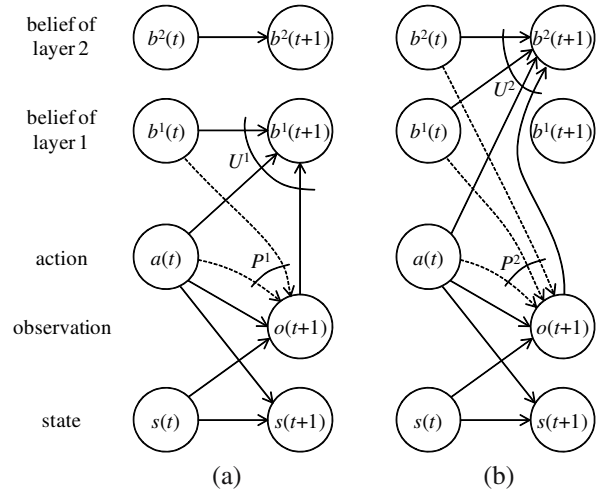 belief of
layer 2
b²(t)
b²(t+1)
b²(t)
b²(t+1)
U²
belief of
layer 1
b¹(t)
b¹(t+1)
b¹(t)
b¹(t+1)
U¹
action
a(t)
P¹
a(t)
P²
observation
o(t+1)
o(t+1)
state
s(t)
s(t+1)
s(t)
s(t+1)
(a)
(b)